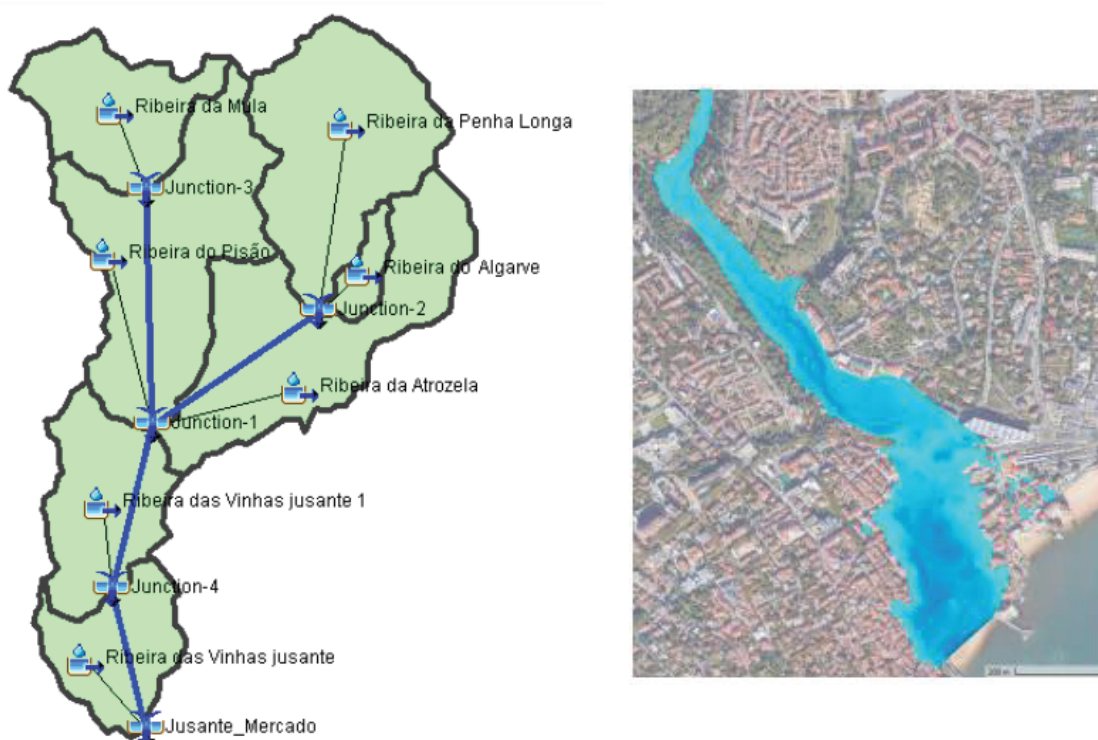 Ribeira da Mula
Ribeira da Penha Longa
Junction-3
Ribeira do Pisão
Ribeira do Algarve
Junction-2
Ribeira da Atrozela
Junction-1
Ribeira das Vinhas jusante 1
Junction-4
Ribeira das Vinhas jusante
Jusante_Mercado
200 m